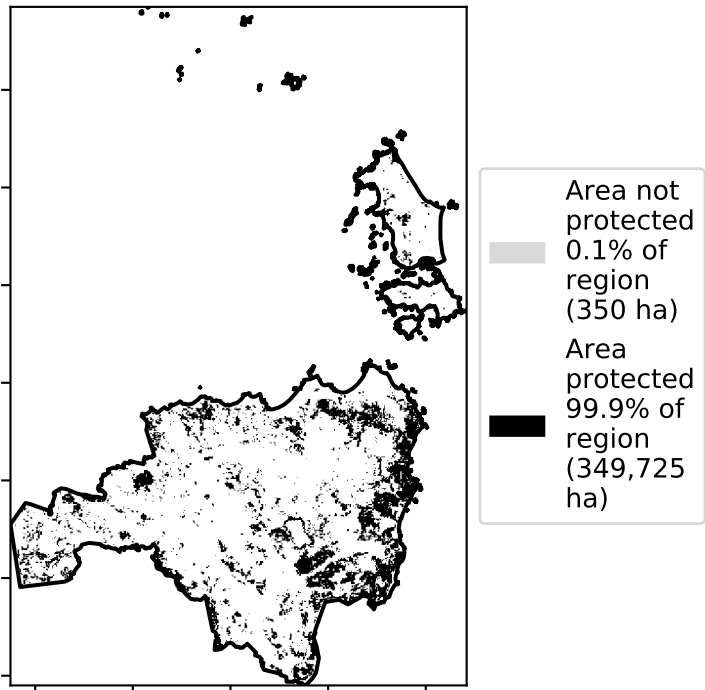 Area not
protected
0.1% of
region
(350 ha)
Area
protected
99.9% of
region
(349,725
ha)